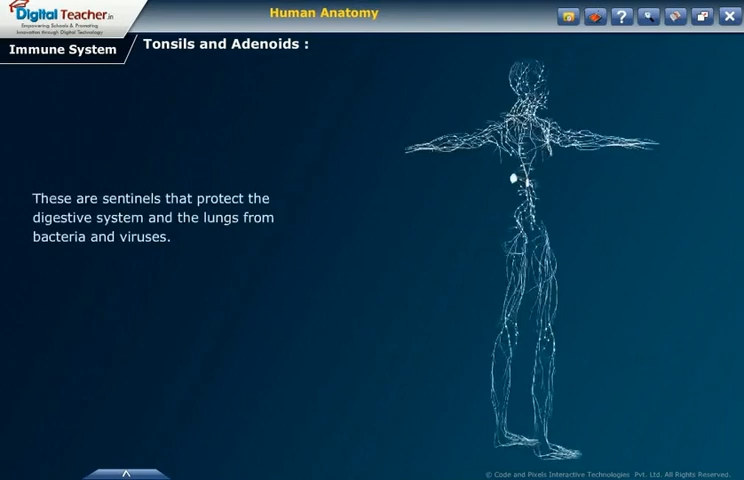 Digital Teacher.in
Empowering Schools & Promoting
Innovation through Digital Technology
Human Anatomy
Immune System
Tonsils and Adenoids :
These are sentinels that protect the
digestive system and the lungs from
bacteria and viruses.
© Code and Pixels Interactive Technologies Pvt. Ltd. All Rights Reserved.